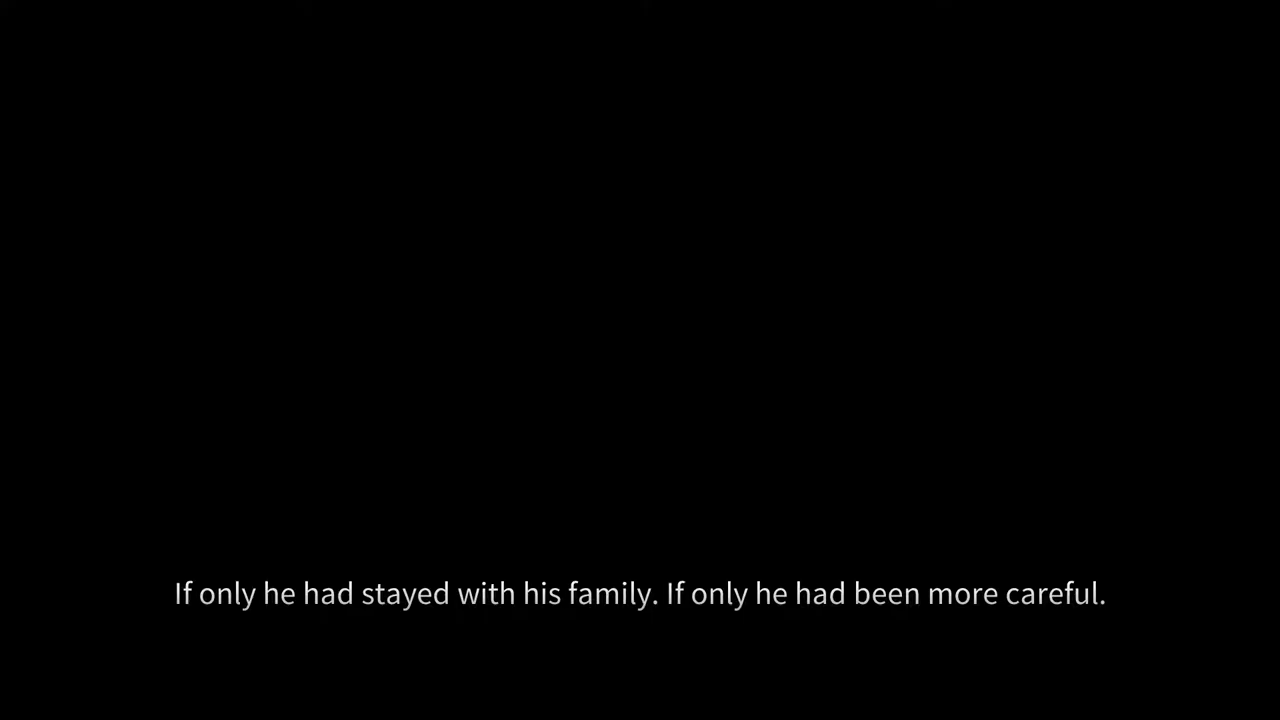 If only he had stayed with his family. If only he had been more careful.